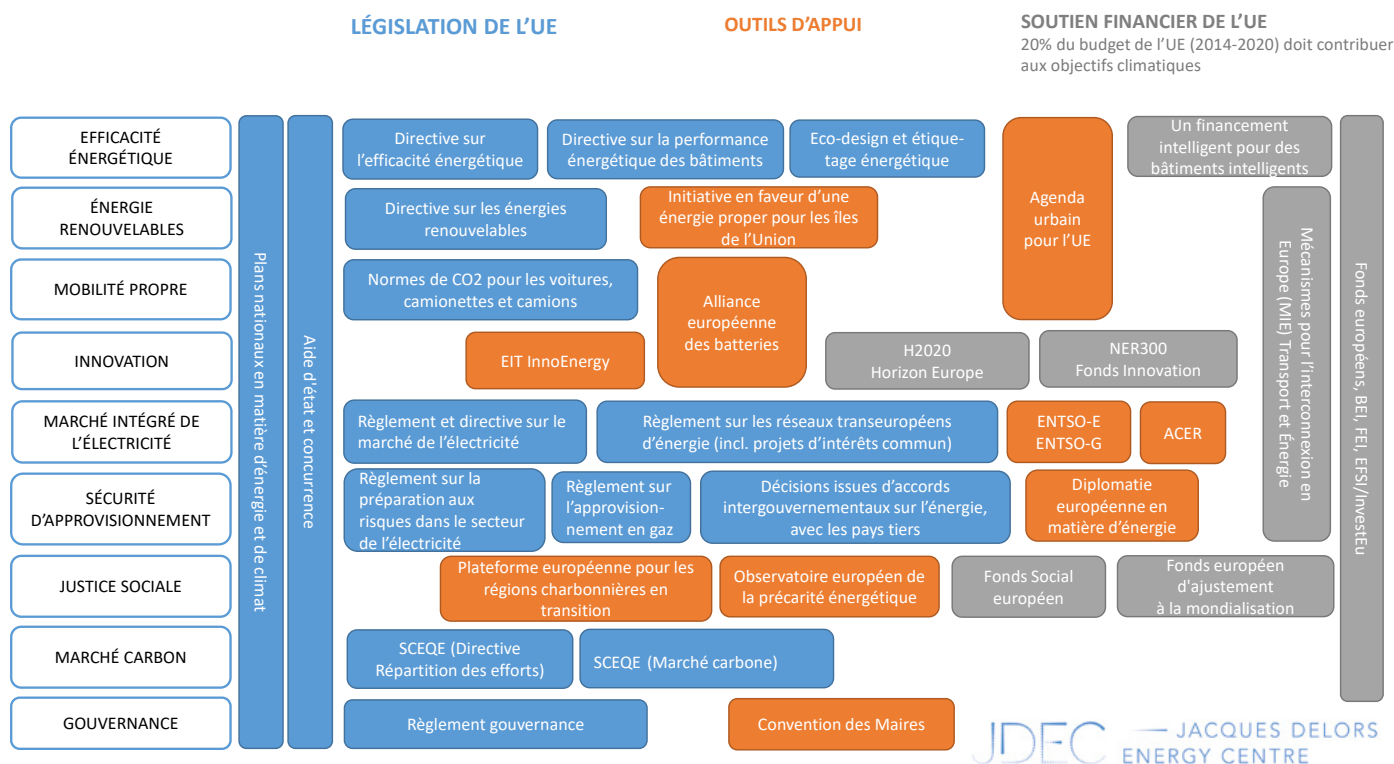 LÉGISLATION DE L'UE
OUTILS D'APPUI
SOUTIEN FINANCIER DE L'UE
20% du budget de l'UE (2014-2020) doit contribuer
aux objectifs climatiques
EFFICACITÉ
ÉNERGÉTIQUE
Directive sur
l'efficacité énergétique
Directive sur la performance
énergétique des bâtiments
Eco-design et étique-
tage énergétique
Agenda
urbain
pour l'UE
Un financement
intelligent pour des
bâtiments intelligents
ÉNERGIE
RENOUVELABLES
Directive sur les énergies
renouvelables
Initiative en faveur d'une
énergie proper pour les îles
de l'Union
MOBILITÉ PROPRE
Normes de CO2 pour les voitures,
camionettes et camions
Alliance
européenne
des batteries
INNOVATION
EIT InnoEnergy
H2020
Horizon Europe
NER300
Fonds Innovation
MARCHÉ INTÉGRÉ DE
L'ÉLECTRICITÉ
Règlement et directive sur le
marché de l'électricité
Règlement sur les réseaux transeuropéens
d'énergie (incl. projets d'intérêts commun)
ENTSO-E
ENTSO-G
ACER
SÉCURITÉ
D'APPROVISIONNEMENT
Règlement sur la
préparation aux
risques dans le secteur
de l'électricité
Règlement sur
l'approvision-
nement en gaz
Décisions issues d'accords
intergouvernementaux sur l'énergie,
avec les pays tiers
Diplomatie
européenne en
matière d'énergie
JUSTICE SOCIALE
Plateforme européenne pour les
régions charbonnières en
transition
Observatoire européen de
la précarité énergétique
Fonds Social
européen
Fonds européen
d'ajustement
à la mondialisation
MARCHÉ CARBON
SCEQE (Directive
Répartition des efforts)
SCEQE (Marché carbone)
GOUVERNANCE
Règlement gouvernance
Convention des Maires
Plans nationaux en matière d'énergie et de climat
Aide d'état et concurrence
Mécanismes pour l'interconnexion en
Europe (MIE) Transport et Énergie
Fonds européens, BEI, FEI, EFSI/InvestEu
JDEC
JACQUES DELORS
ENERGY CENTRE